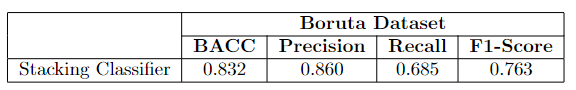 Boruta Dataset
BACC Precision Recall F1-Score
Stacking Classifier 0.832 0.860 0.685 0.763